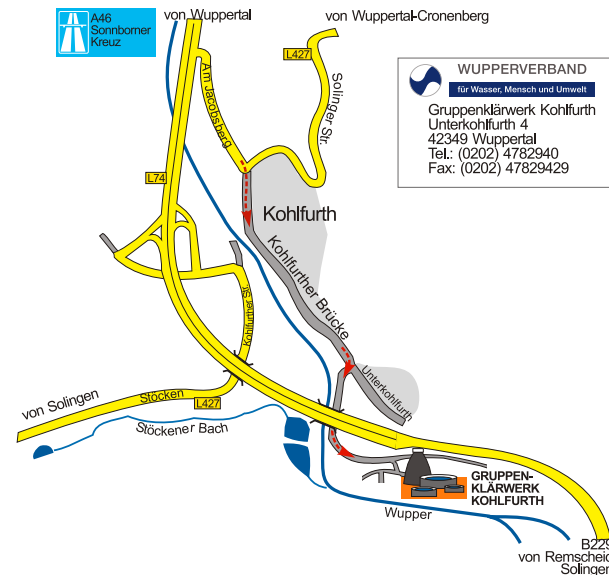 A46
Sonnborner
Kreuz
von Wuppertal
von Wuppertal-Cronenberg
L427
Solinger Str.
Am Jacobsberg
WUPPERVERBAND
für Wasser, Mensch und Umwelt
Gruppenklärwerk Kohlfurth
Unterkohlfurth 4
42349 Wuppertal
Tel.: (0202) 4782940
Fax: (0202) 47829429
L74
Kohlfurth
Kohlfurther Brücke
Kohlfurther Str.
Unterkohlfurth
von Solingen
Stöcken
L427
Stöckener Bach
GRUPPEN-
KLÄRWERK
KOHLFURTH
Wupper
B229
von Remscheid
Solingen